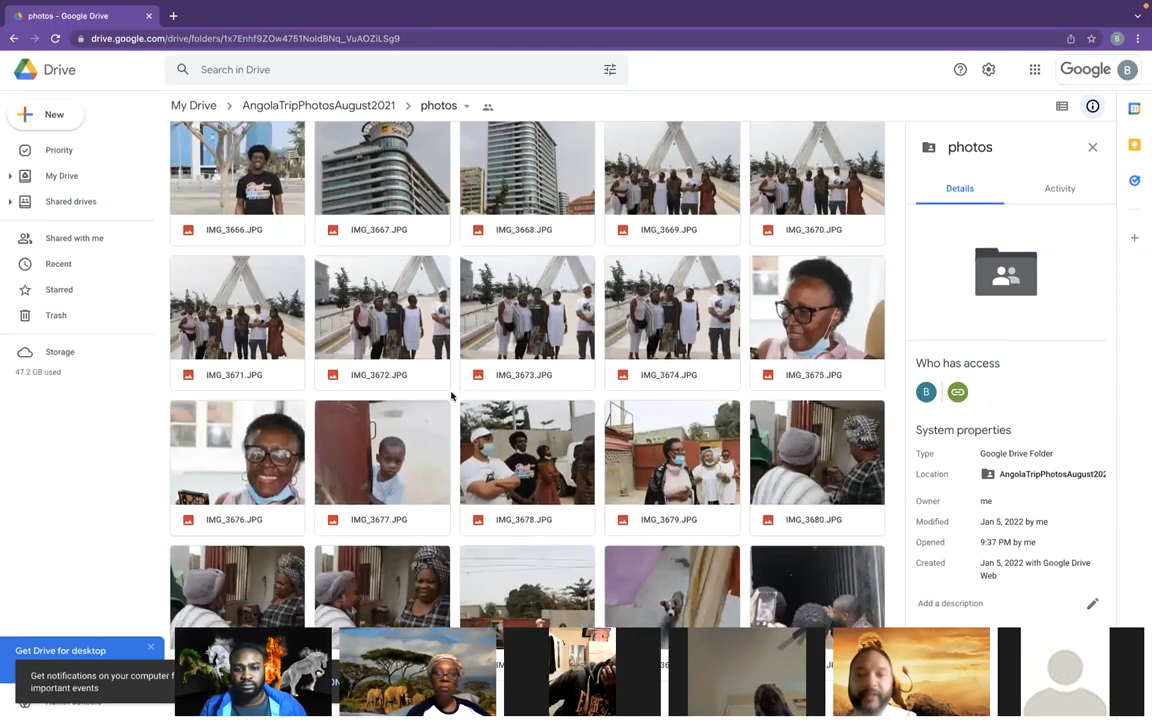 photos - Google Drive
drive.google.com/drive/folders/1x7Enhf9ZOw4751NoldBNq_VuAOZiLSg9
Drive
Search in Drive
Google
B
New
My Drive > AngolaTripPhotosAugust2021 > photos
Priority
My Drive
Shared drives
Shared with me
Recent
Starred
Trash
Storage
47.2 GB used
IMG_3666.JPG
IMG_3667.JPG
IMG_3668.JPG
IMG_3669.JPG
IMG_3670.JPG
IMG_3671.JPG
IMG_3672.JPG
IMG_3673.JPG
IMG_3674.JPG
IMG_3675.JPG
IMG_3676.JPG
IMG_3677.JPG
IMG_3678.JPG
IMG_3679.JPG
IMG_3680.JPG
photos
Details
Activity
Who has access
B
System properties
Type Google Drive Folder
Location AngolaTripPhotosAugust202
Owner me
Modified Jan 5, 2022 by me
Opened 9:37 PM by me
Created Jan 5, 2022 with Google Drive
Web
Add a description
Get Drive for desktop
Get notifications on your computer f
important events